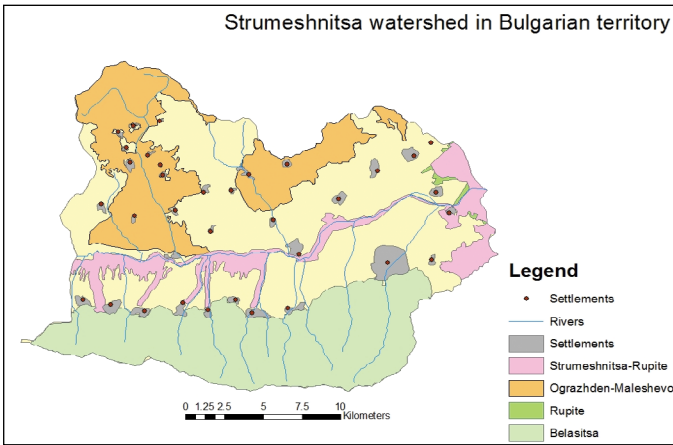 Strumeshnitsa watershed in Bulgarian territory
Legend
Settlements
Rivers
Settlements
Strumeshnitsa-Rupite
Ograzhden-Maleshevo
Rupite
Belasitsa
0 1.25 2.5 5 7.5 10
Kilometers